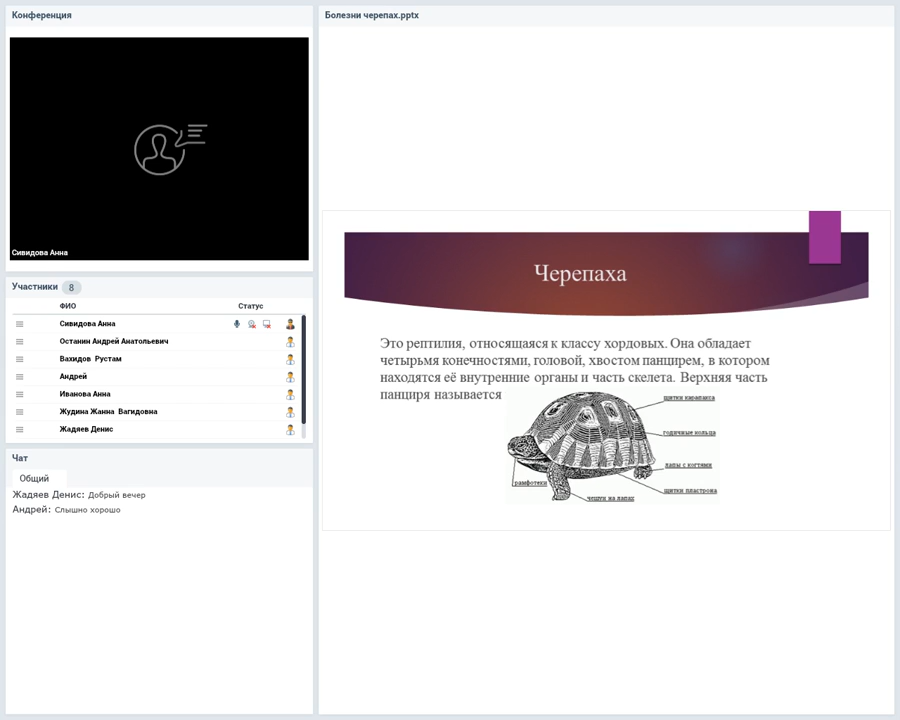 Конференция
Сивидова Анна
Участники 8
ФИО Статус
Сивидова Анна
Останин Андрей Анатольевич
Вахидов Рустам
Андрей
Иванова Анна
Жудина Жанна Вагидовна
Жадяев Денис
Чат
Общий
Жадяев Денис: Добрый вечер
Андрей: Слышно хорошо
Болезни черепах.pptx
Черепаха
Это рептилия, относящаяся к классу хордовых. Она обладает
четырьмя конечностями, головой, хвостом панцирем, в котором
находятся её внутренние органы и часть скелета. Верхняя часть
панциря называется
щитки карапакса
годичные кольца
лапы с когтями
рамфотеки
щитки пластрона
чешуи на лапах